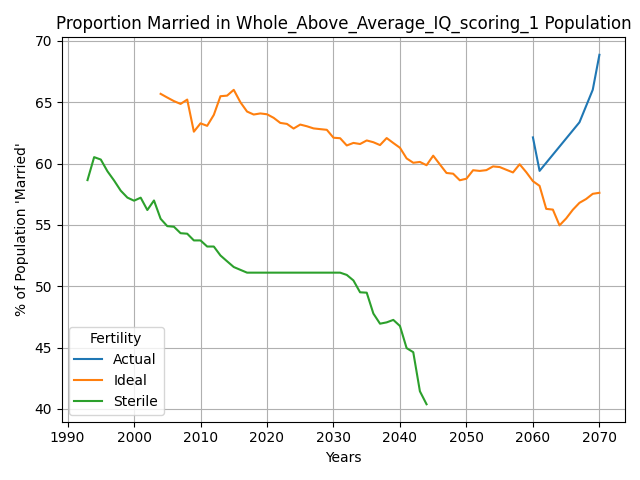 Proportion Married in Whole_Above_Average_IQ_scoring_1 Population
% of Population 'Married'
70
65
60
55
50
45
40
Fertility
Actual
Ideal
Sterile
1990 2000 2010 2020 2030 2040 2050 2060 2070
Years